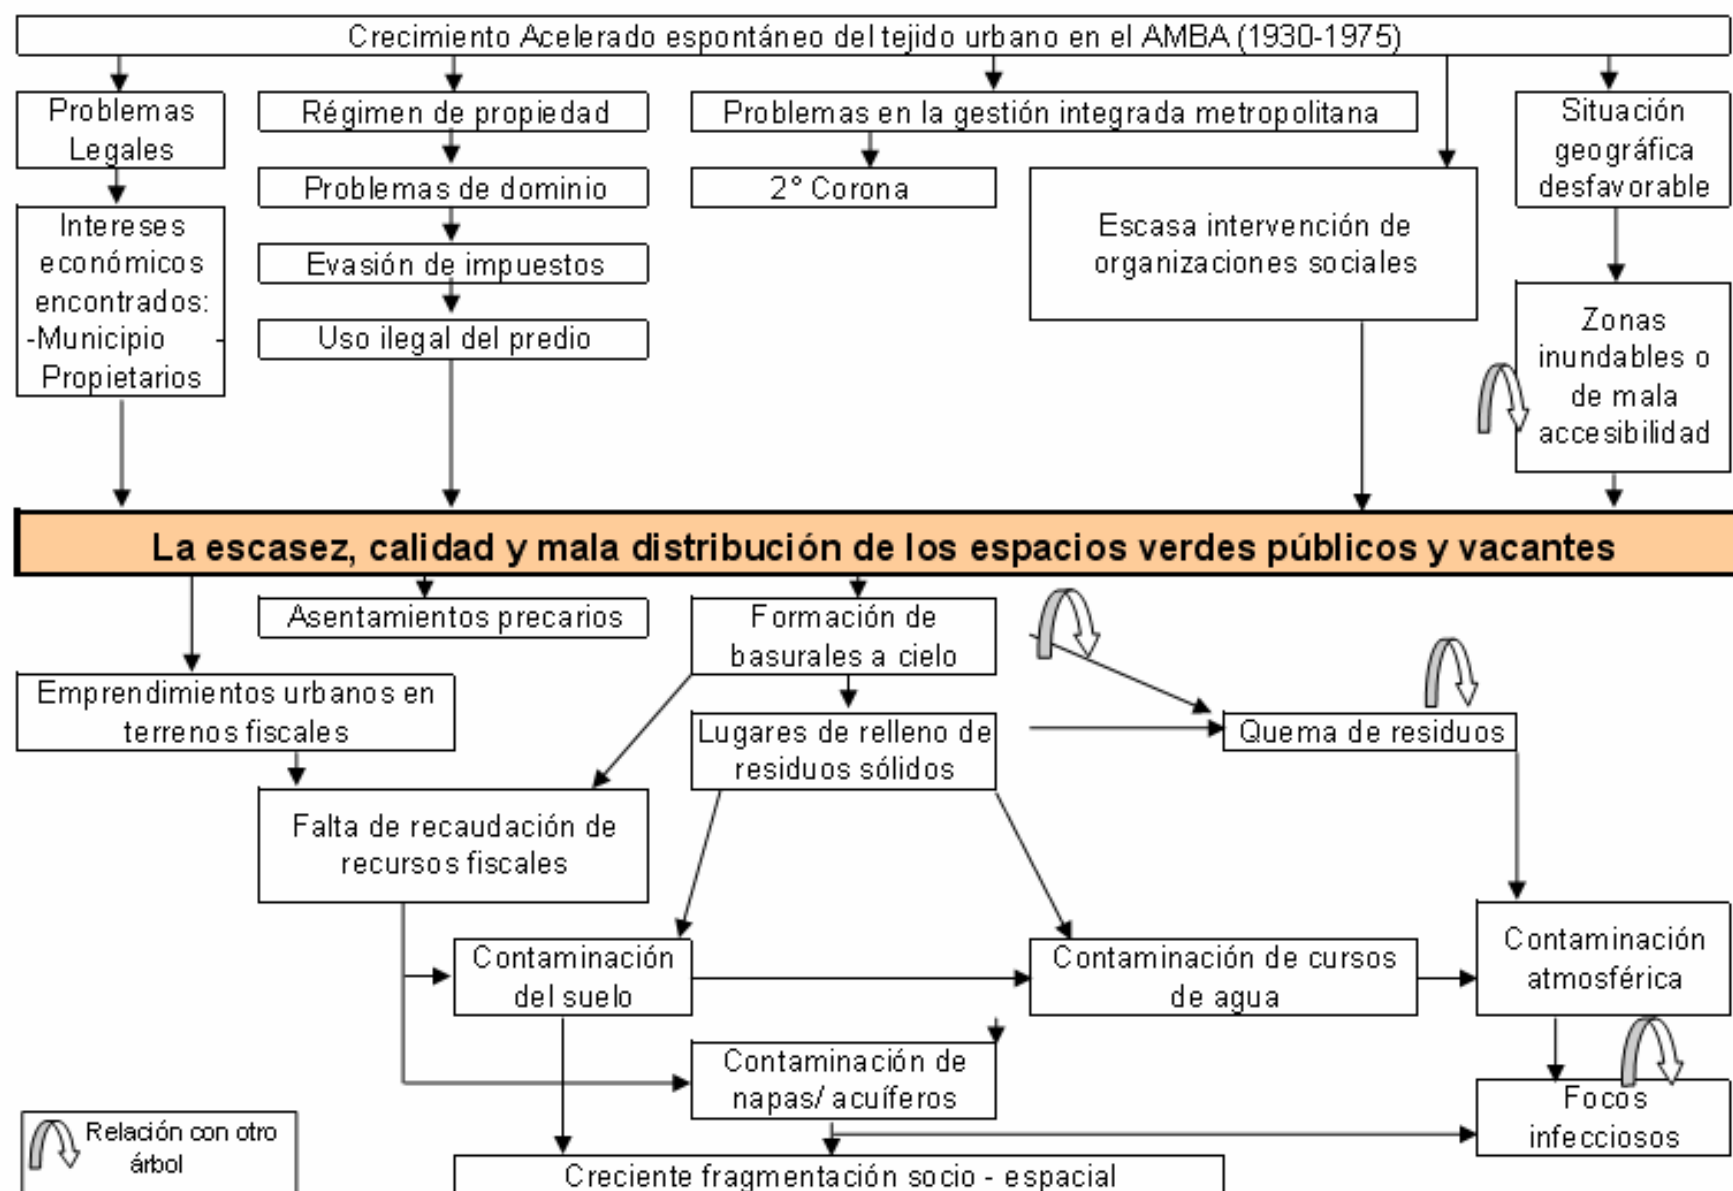 Crecimiento Acelerado espontáneo del tejido urbano en el AMBA (1930-1975)
Problemas
Legales
Régimen de propiedad
Problemas en la gestión integrada metropolitana
Situación
geográfica
desfavorable
Problemas de dominio
2° Corona
Intereses
económicos
encontrados:
-Municipio -
Propietarios
Evasión de impuestos
Escasa intervención de
organizaciones sociales
Uso ilegal del predio
Zonas
inundables o
de mala
accesibilidad
La escasez, calidad y mala distribución de los espacios verdes públicos y vacantes
Asentamientos precarios
Formación de
basurales a cielo
Emprendimientos urbanos en
terrenos fiscales
Lugares de relleno de
residuos sólidos
Quema de residuos
Falta de recaudación de
recursos fiscales
Contaminación
del suelo
Contaminación de cursos
de agua
Contaminación
atmosférica
Contaminación de
napas/ acuíferos
Focos
infecciosos
Relación con otro
árbol
Creciente fragmentación socio - espacial